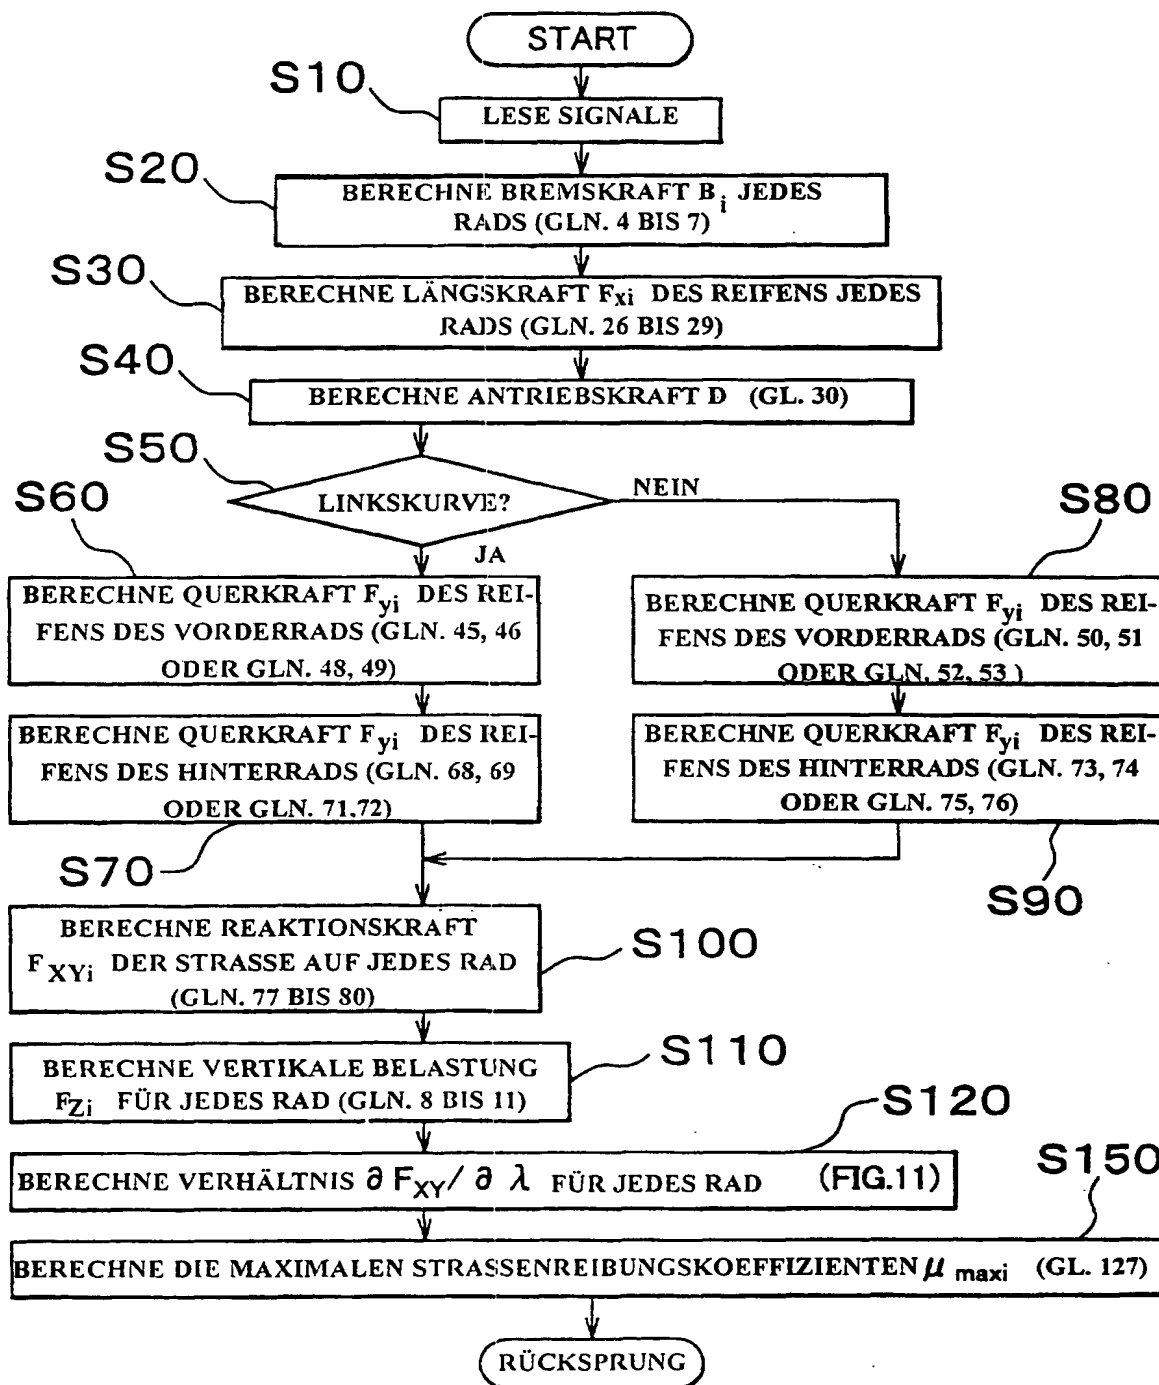 START
S10
LESE SIGNALE
S20
BERECHNE BREMSKRAFT Bi JEDES
RADS (GLN. 4 BIS 7)
S30
BERECHNE LÄNGSKRAFT Fxi DES REIFENS JEDES
RADS (GLN. 26 BIS 29)
S40
BERECHNE ANTRIEBSKRAFT D (GL. 30)
S50
LINKSKURVE?
NEIN
JA
S60
BERECHNE QUERKRAFT Fyi DES REI-
FENS DES VORDERRADS (GLN. 45, 46
ODER GLN. 48, 49)
S80
BERECHNE QUERKRAFT Fyi DES REI-
FENS DES VORDERRADS (GLN. 50, 51
ODER GLN. 52, 53 )
BERECHNE QUERKRAFT Fyi DES REI-
FENS DES HINTERRADS (GLN. 68, 69
ODER GLN. 71,72)
S70
BERECHNE QUERKRAFT Fyi DES REI-
FENS DES HINTERRADS (GLN. 73, 74
ODER GLN. 75, 76)
S90
BERECHNE REAKTIONSKRAFT
FXYi DER STRASSE AUF JEDES RAD
(GLN. 77 BIS 80)
S100
BERECHNE VERTIKALE BELASTUNG
FZi FÜR JEDES RAD (GLN. 8 BIS 11)
S110
S120
BERECHNE VERHÄLTNIS ∂ FXY/ ∂ λ FÜR JEDES RAD (FIG.11)
S150
BERECHNE DIE MAXIMALEN STRASSENREIBUNGSKOEFFIZIENTEN μ maxi (GL. 127)
RÜCKSPRUNG